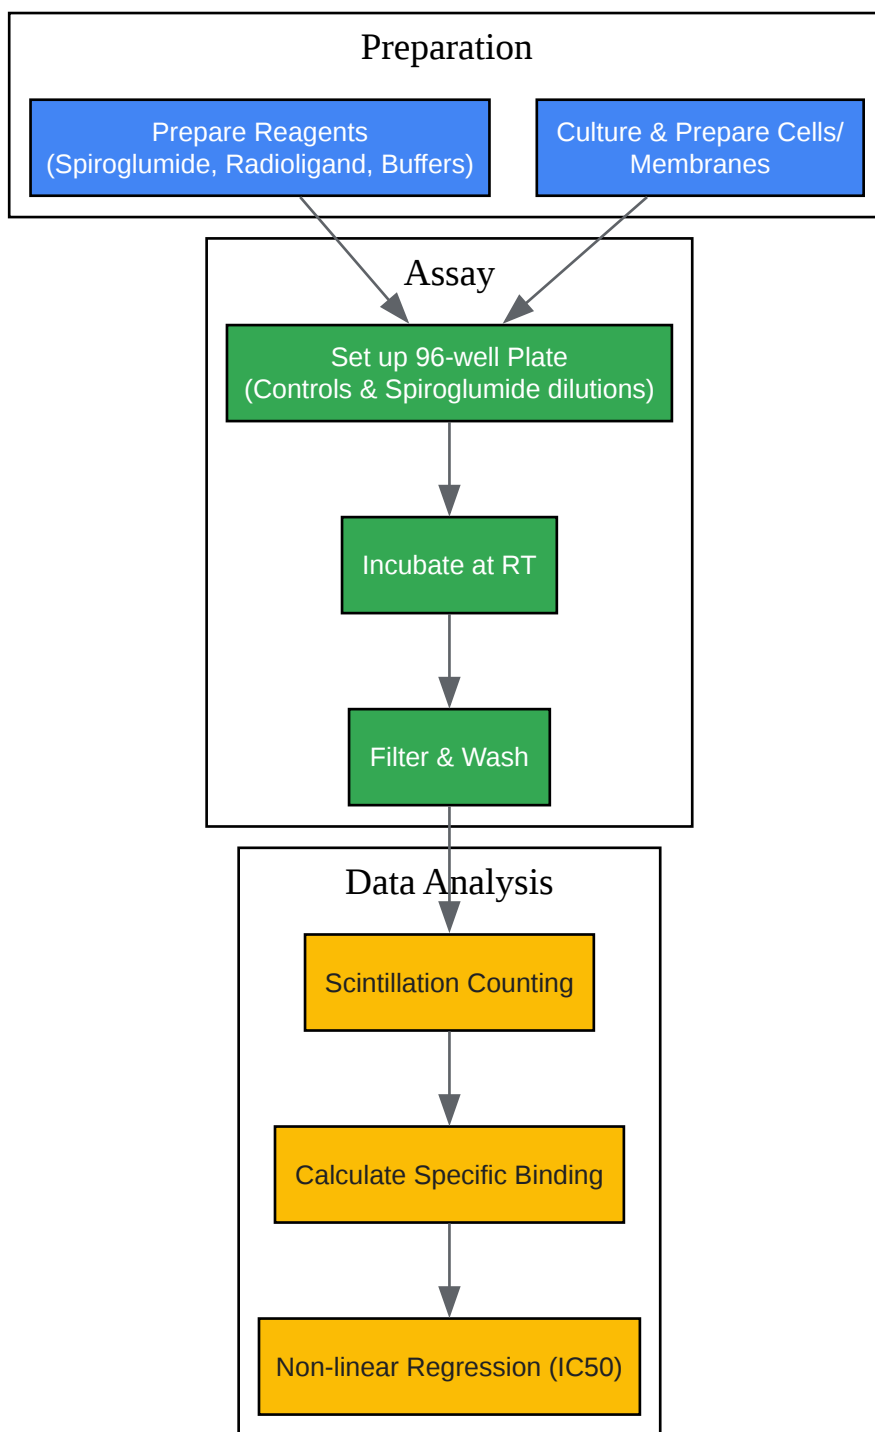 Preparation
Prepare Reagents
(Spiroglumide, Radioligand, Buffers)
Culture & Prepare Cells/
Membranes
Assay
Set up 96-well Plate
(Controls & Spiroglumide dilutions)
Incubate at RT
Filter & Wash
Data Analysis
Scintillation Counting
Calculate Specific Binding
Non-linear Regression (IC50)